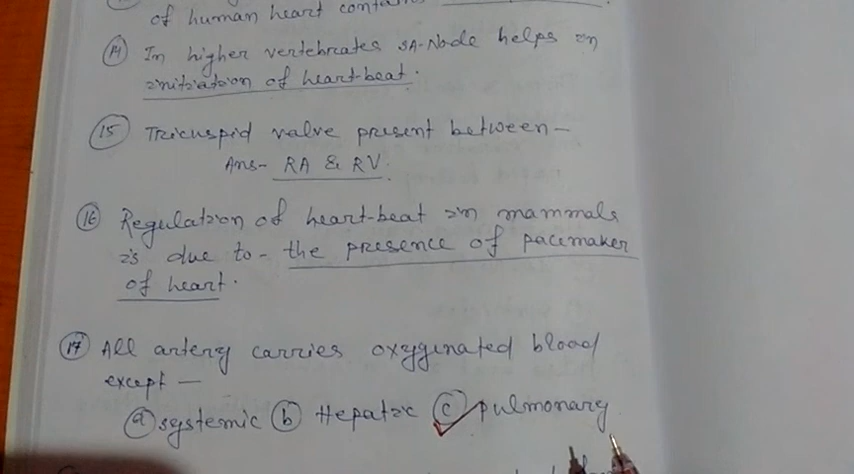 of human heart
(14) In higher vertebrates SA-Node helps in
initiation of heart-beat.
(15) Tricuspid valve present between -
Ans- RA & RV.
(16) Regulation of heart-beat in mammals
is due to - the presence of pacemaker
of heart.
(17) All artery carries oxyginated blood
except -
(a) systemic (b) Hepatic (c) pulmonary